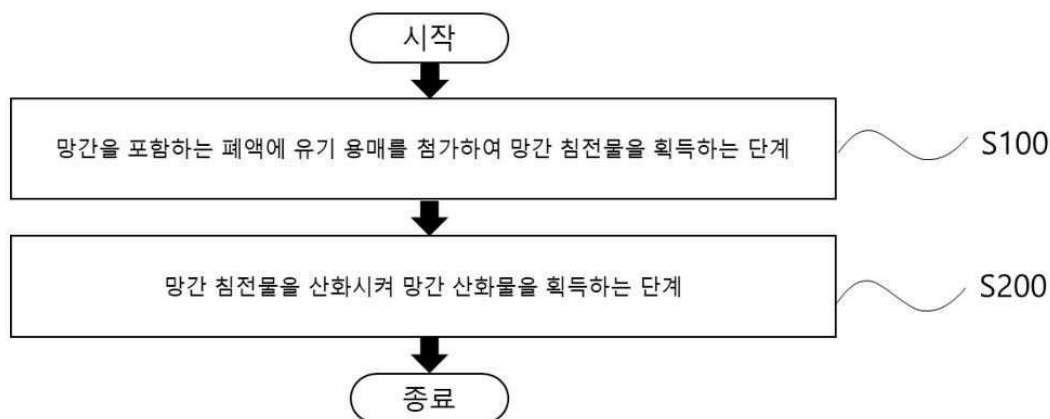 시작
망간을 포함하는 폐액에 유기 용매를 첨가하여 망간 침전물을 획득하는 단계
S100
망간 침전물을 산화시켜 망간 산화물을 획득하는 단계
S200
종료